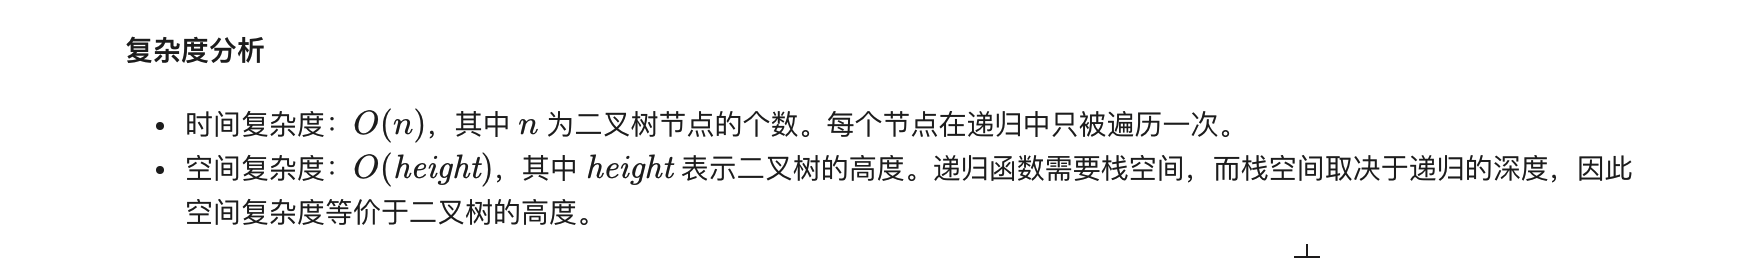 复杂度分析
• 时间复杂度：O(n)，其中 n 为二叉树节点的个数。每个节点在递归中只被遍历一次。
• 空间复杂度：O(height)，其中 height 表示二叉树的高度。递归函数需要栈空间，而栈空间取决于递归的深度，因此
空间复杂度等价于二叉树的高度。